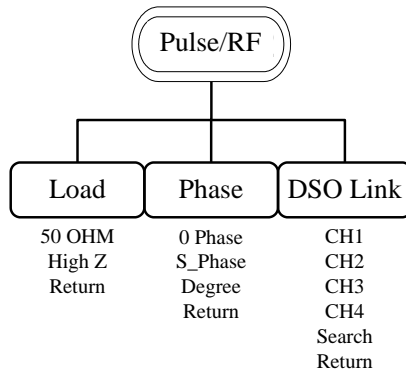 Pulse/RF
Load
50 OHM
High Z
Return
Phase
0 Phase
S_Phase
Degree
Return
DSO Link
CH1
CH2
CH3
CH4
Search
Return